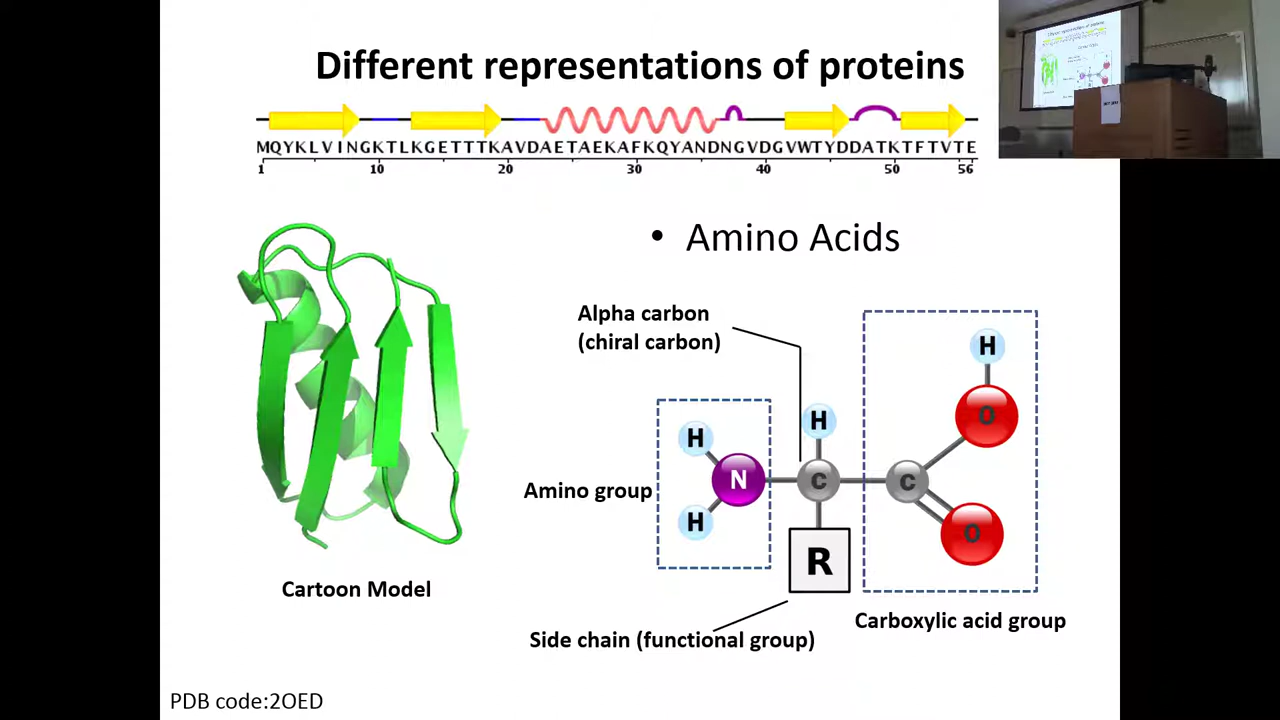 Different representations of proteins
MQYKLVINGKTLKGETTTKAVDAETAEKAFKQYANDNGVDGVWTYDDATKTFTVTE
1 10 20 30 40 50 56
• Amino Acids
Alpha carbon
(chiral carbon)
H
H H
N C C O
Amino group
H O
R
Cartoon Model
Carboxylic acid group
Side chain (functional group)
PDB code:2OED